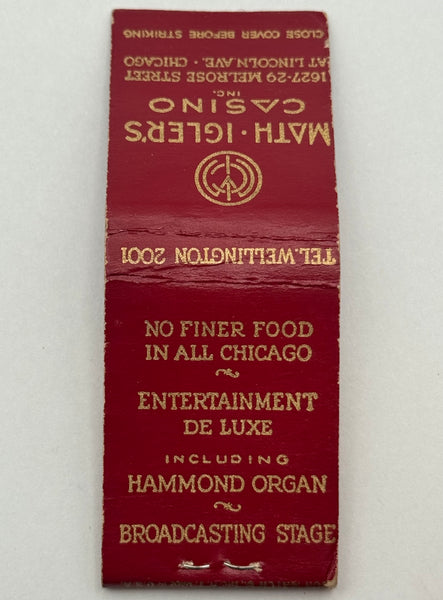 CLOSE COVER BEFORE STRIKING
MATH · IGLER'S
CASINO
INC.
1627-29 MELROSE STREET
AT LINCOLN AVE. · CHICAGO
TEL. WELLINGTON 2001
NO FINER FOOD
IN ALL CHICAGO
ENTERTAINMENT
DE LUXE
INCLUDING
HAMMOND ORGAN
BROADCASTING STAGE